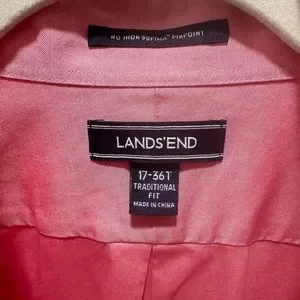 NO IRON SUPIMA® PINPOINT
LANDS'END
17-36T
TRADITIONAL
FIT
MADE IN CHINA